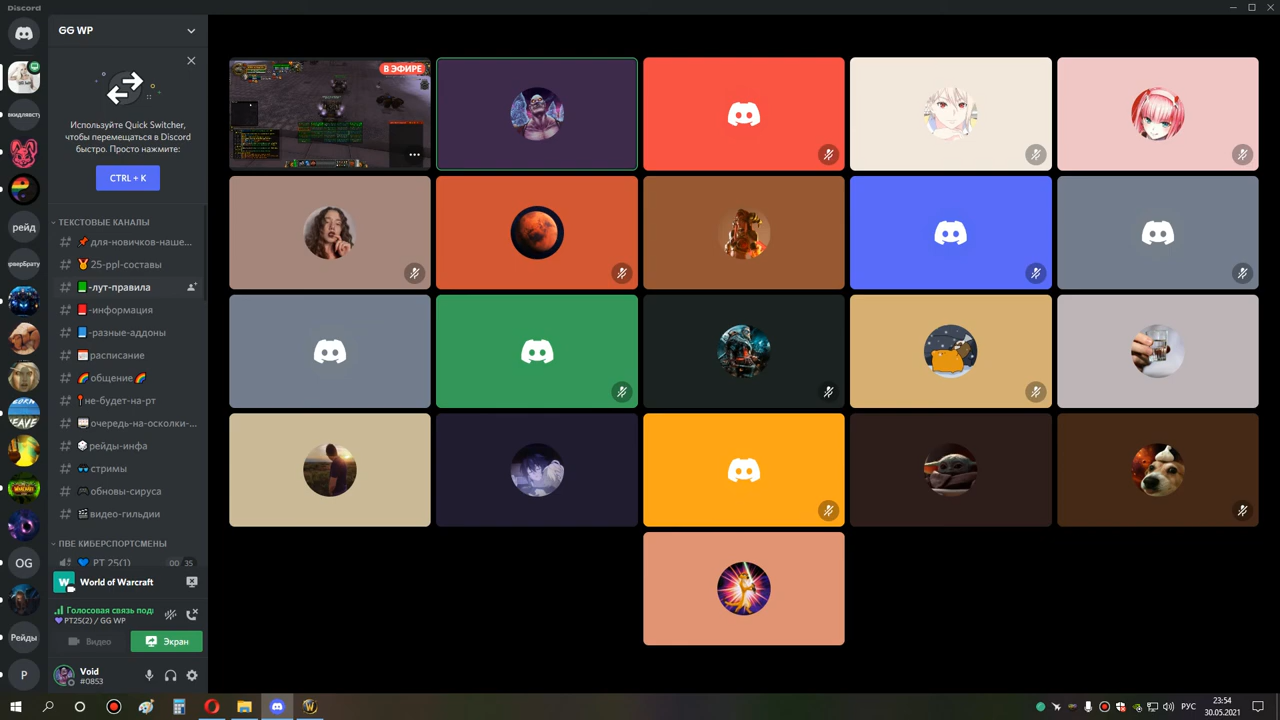 Discord
GG WP
Используйте Quick Switcher,
чтобы перемещаться в Discord
быстро. Просто нажмите:
CTRL + K
ТЕКСТОВЫЕ КАНАЛЫ
для-новичков-наше...
25-ppl-составы
-лут-правила
-информация
-разные-аддоны
расписание
общение
не-будет-на-рт
очередь-на-осколки-...
рейды-инфа
стримы
обновы-сируса
видео-гильдии
ПВЕ КИБЕРСПОРТСМЕНЫ
РТ 25(1) 00 35
W World of Warcraft
Голосовая связь под
РТ25(2) / GG WP
Видео
Экран
Void
#0853
рейд
OG
Рейды
P
В ЭФИРЕ
РУС
23:54
30.05.2021